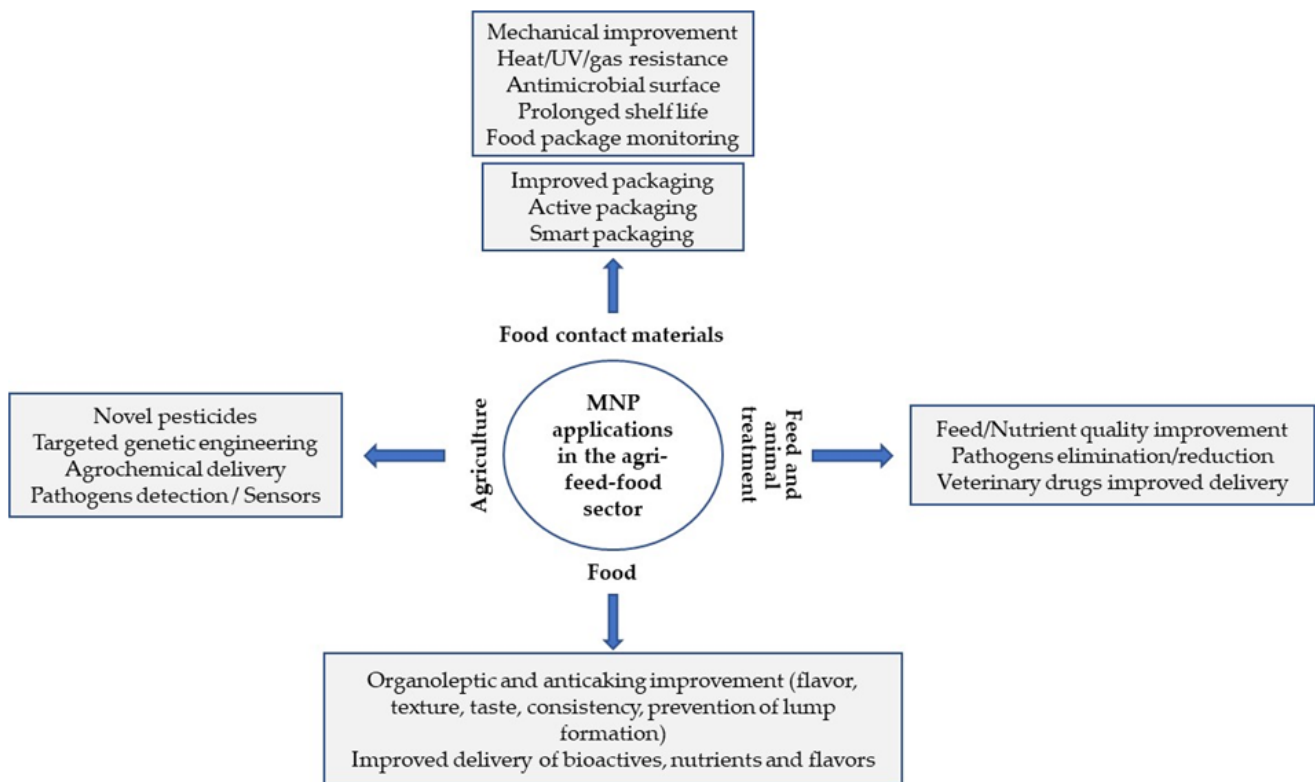 Mechanical improvement
Heat/UV/gas resistance
Antimicrobial surface
Prolonged shelf life
Food package monitoring
Improved packaging
Active packaging
Smart packaging
Food contact materials
Novel pesticides
Targeted genetic engineering
Agrochemical delivery
Pathogens detection / Sensors
Agriculture
MNP
applications
in the agri-
feed-food
sector
Feed and
animal
treatment
Feed/Nutrient quality improvement
Pathogens elimination/reduction
Veterinary drugs improved delivery
Food
Organoleptic and anticaking improvement (flavor,
texture, taste, consistency, prevention of lump
formation)
Improved delivery of bioactives, nutrients and flavors